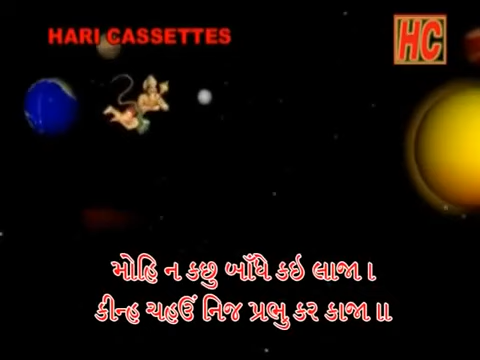 HARI CASSETTES
HC
મોહિ ન કછુ બાઁધે કઇ લાજા ।
કીન્હ ચહઉઁ નિજ પ્રભુ કર કાજા ॥